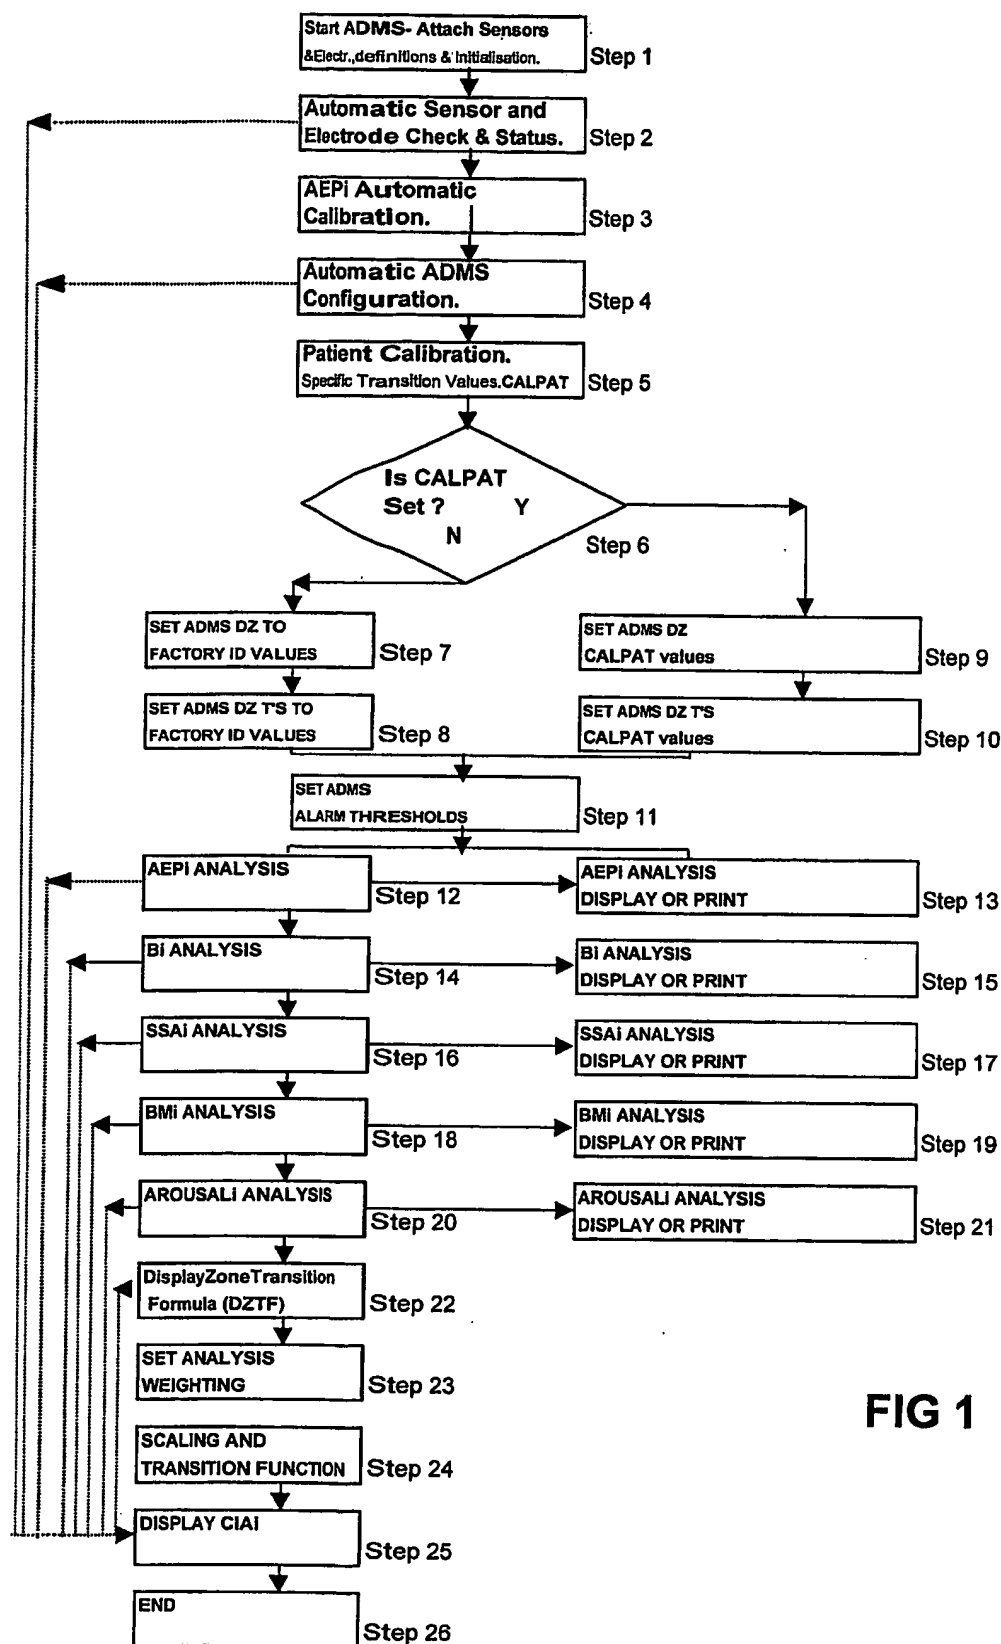 Start ADMS- Attach Sensors
&Electr.,definitions & Initialisation.
Step 1
Automatic Sensor and
Electrode Check & Status.
Step 2
AEPi Automatic
Calibration.
Step 3
Automatic ADMS
Configuration.
Step 4
Patient Calibration.
Specific Transition Values.CALPAT
Step 5
Is CALPAT
Set ? Y
N
Step 6
SET ADMS DZ TO
FACTORY ID VALUES
Step 7
SET ADMS DZ
CALPAT values
Step 9
SET ADMS DZ T'S TO
FACTORY ID VALUES
Step 8
SET ADMS DZ T'S
CALPAT values
Step 10
SET ADMS
ALARM THRESHOLDS
Step 11
AEPi ANALYSIS
Step 12
AEPi ANALYSIS
DISPLAY OR PRINT
Step 13
Bi ANALYSIS
Step 14
Bi ANALYSIS
DISPLAY OR PRINT
Step 15
SSAi ANALYSIS
Step 16
SSAi ANALYSIS
DISPLAY OR PRINT
Step 17
BMi ANALYSIS
Step 18
BMi ANALYSIS
DISPLAY OR PRINT
Step 19
AROUSALi ANALYSIS
Step 20
AROUSALi ANALYSIS
DISPLAY OR PRINT
Step 21
DisplayZoneTransition
Formula (DZTF)
Step 22
SET ANALYSIS
WEIGHTING
Step 23
FIG 1
SCALING AND
TRANSITION FUNCTION
Step 24
DISPLAY CIAi
Step 25
END
Step 26